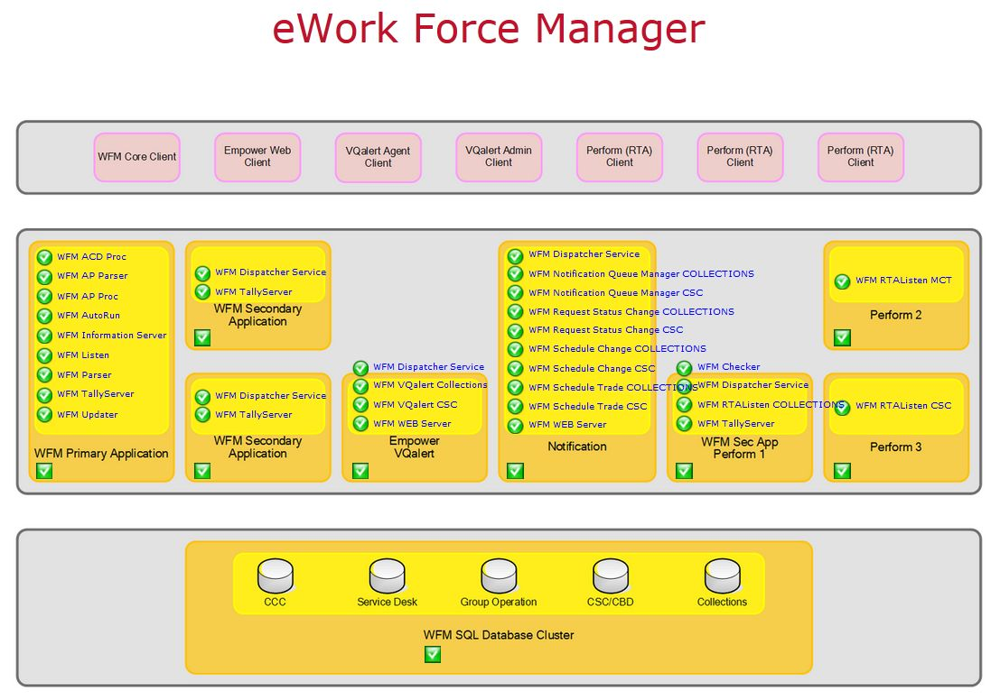 eWork Force Manager
WFM Core Client
Empower Web
Client
VQalert Agent
Client
VQalert Admin
Client
Perform (RTA)
Client
Perform (RTA)
Client
Perform (RTA)
Client
WFM ACD Proc
WFM AP Parser
WFM AP Proc
WFM AutoRun
WFM Information Server
WFM Listen
WFM Parser
WFM TallyServer
WFM Updater
WFM Primary Application
WFM Dispatcher Service
WFM TallyServer
WFM Secondary
Application
WFM Dispatcher Service
WFM TallyServer
WFM Secondary
Application
WFM Dispatcher Service
WFM VQalert Collections
WFM VQalert CSC
WFM WEB Server
Empower
VQalert
WFM Dispatcher Service
WFM Notification Queue Manager COLLECTIONS
WFM Notification Queue Manager CSC
WFM Request Status Change COLLECTIONS
WFM Request Status Change CSC
WFM Schedule Change COLLECTIONS
WFM Schedule Change CSC
WFM Schedule Trade COLLECTIONS
WFM Schedule Trade CSC
WFM WEB Server
Notification
WFM Checker
WFM Dispatcher Service
WFM RTAListen COLLECTIONS
WFM TallyServer
WFM Sec App
Perform 1
WFM RTAListen MCT
Perform 2
WFM RTAListen CSC
Perform 3
CCC
Service Desk
Group Operation
CSC/CBD
Collections
WFM SQL Database Cluster